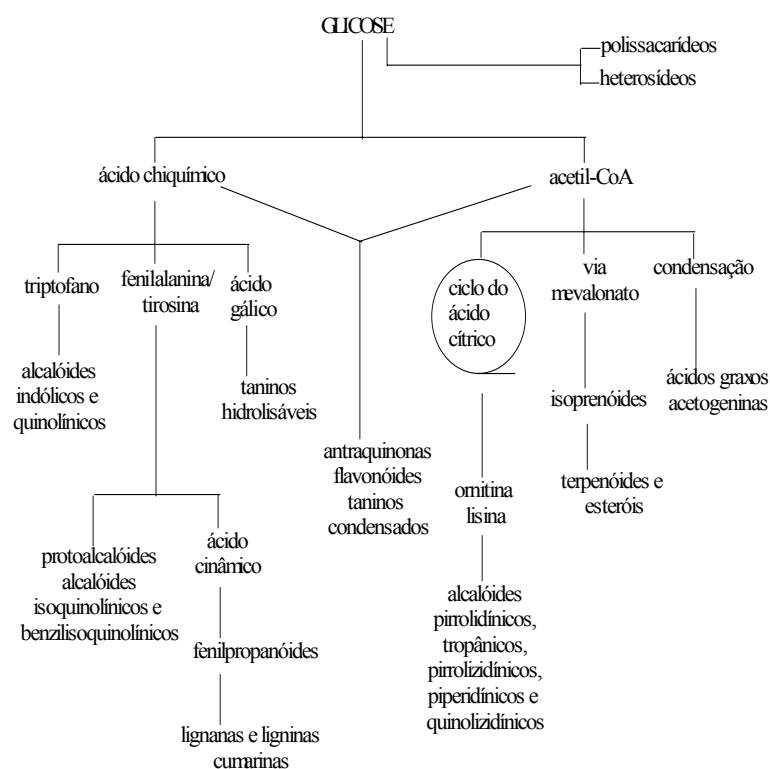 GLICOSE
polissacarídeos
heterosídeos
ácido chiquímico
acetil-CoA
triptofano
fenilalanina/
tirosina
ácido
gálico
ciclo do
ácido
cítrico
via
mevalonato
condensação
alcalóides
indólicos e
quinolínicos
taninos
hidrolisáveis
isoprenóides
ácidos graxos
acetogeninas
antraquinonas
flavonóides
taninos
condensados
ornitina
lisina
terpenóides e
esteróis
protoalcalóides
alcalóides
isoquinolínicos e
benzilisoquinolínicos
ácido
cinâmico
fenilpropanóides
lignanas e ligninas
cumarinas
alcalóides
pirrolidínicos,
tropânicos,
pirrolizidínicos,
piperidínicos e
quinolizidínicos